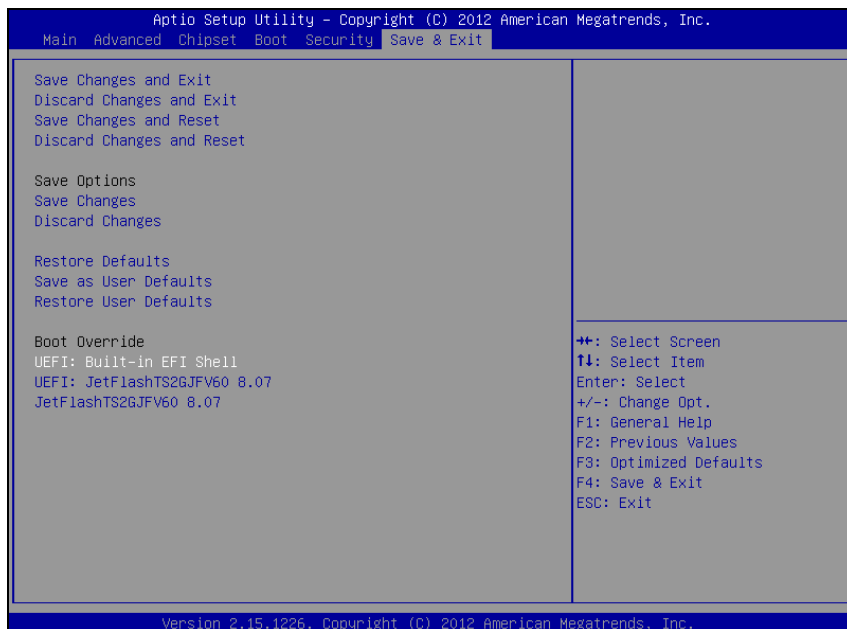 Aptio Setup Utility – Copyright (C) 2012 American Megatrends, Inc.
Main Advanced Chipset Boot Security Save & Exit
Save Changes and Exit
Discard Changes and Exit
Save Changes and Reset
Discard Changes and Reset
Save Options
Save Changes
Discard Changes
Restore Defaults
Save as User Defaults
Restore User Defaults
Boot Override
UEFI: Built-in EFI Shell
UEFI: JetFlashTS2GJFV60 8.07
JetFlashTS2GJFV60 8.07
→←: Select Screen
↑↓: Select Item
Enter: Select
+/-: Change Opt.
F1: General Help
F2: Previous Values
F3: Optimized Defaults
F4: Save & Exit
ESC: Exit
Version 2.15.1226. Copyright (C) 2012 American Megatrends, Inc.